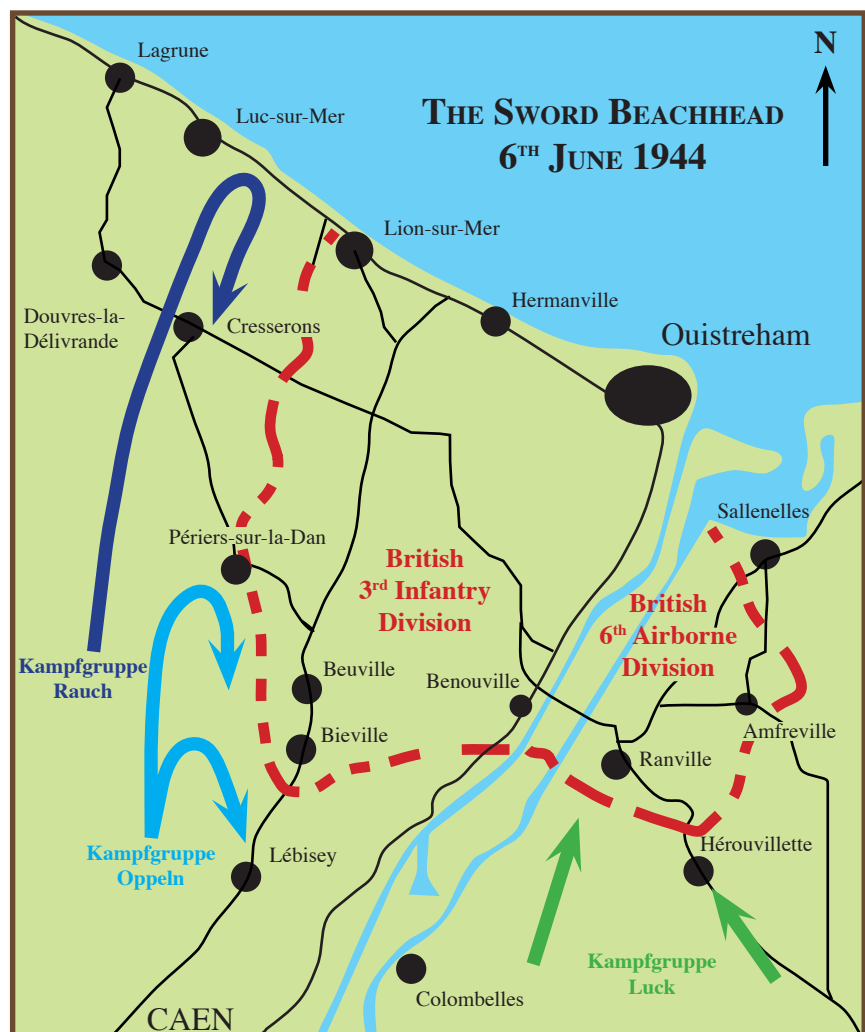 Lagrune
N
Luc-sur-Mer
THE SWORD BEACHHEAD
6TH JUNE 1944
Lion-sur-Mer
Hermanville
Douvres-la-
Délivrande
Cresserons
Ouistreham
Sallenelles
Périers-sur-la-Dan
British
3rd Infantry
Division
British
6th Airborne
Division
Kampfgruppe
Rauch
Beuville
Benouville
Bieville
Amfreville
Ranville
Kampfgruppe
Oppeln
Lébisey
Hérouvillette
Kampfgruppe
Luck
Colombelles
CAEN